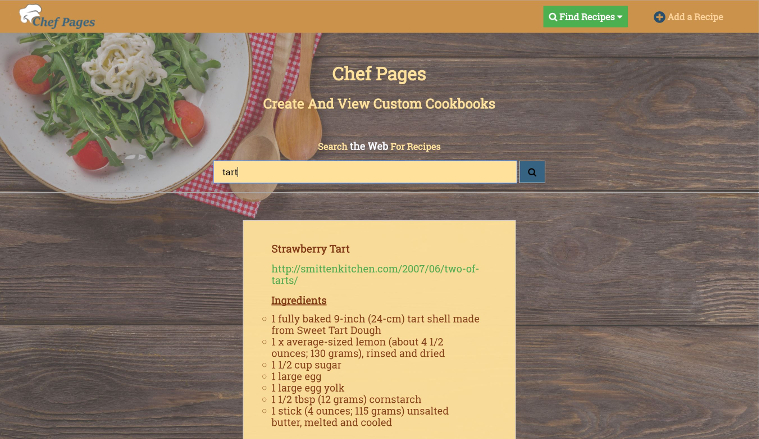 Chef Pages
Find Recipes
Add a Recipe
Chef Pages
Create And View Custom Cookbooks
Search the Web For Recipes
tart
Strawberry Tart
http://smittenkitchen.com/2007/06/two-of-
tarts/
Ingredients
1 fully baked 9-inch (24-cm) tart shell made
from Sweet Tart Dough
1 x average-sized lemon (about 4 1/2
ounces; 130 grams), rinsed and dried
1 1/2 cup sugar
1 large egg
1 large egg yolk
1 1/2 tbsp (12 grams) cornstarch
1 stick (4 ounces; 115 grams) unsalted
butter, melted and cooled